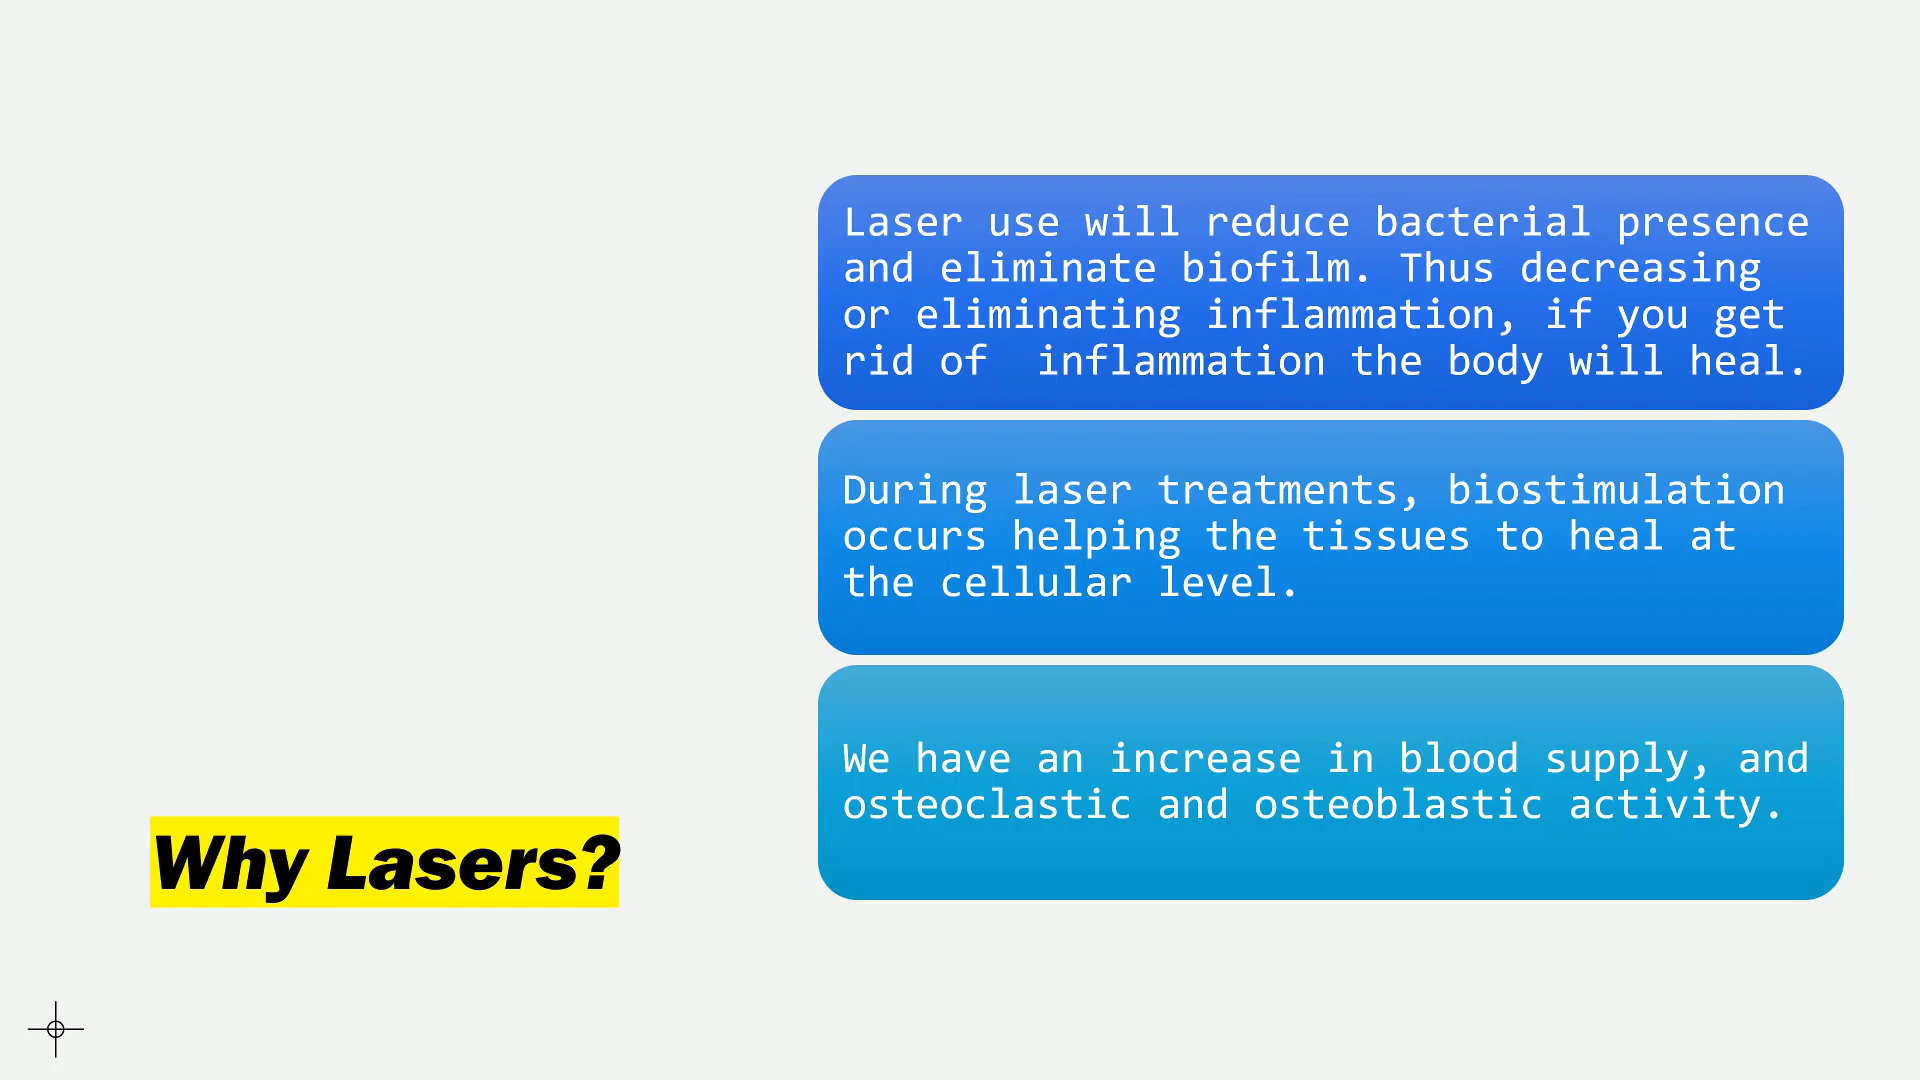 Laser use will reduce bacterial presence
and eliminate biofilm. Thus decreasing
or eliminating inflammation, if you get
rid of  inflammation the body will heal.
During laser treatments, biostimulation
occurs helping the tissues to heal at
the cellular level.
We have an increase in blood supply, and
osteoclastic and osteoblastic activity.
Why Lasers?